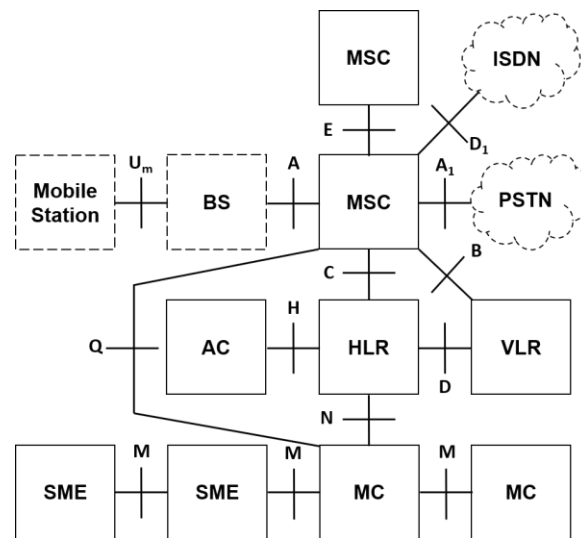 MSC
ISDN
E
D₁
Uₘ
A
A₁
Mobile
Station
BS
MSC
PSTN
C
B
H
Q
AC
HLR
VLR
D
N
M
M
M
SME
SME
MC
MC